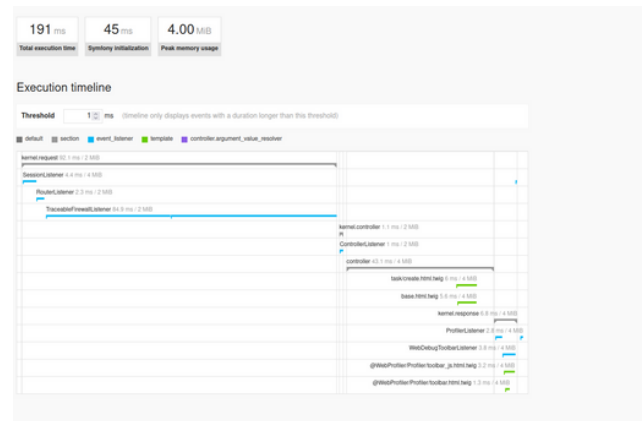 191 ms
45 ms
4.00 MiB
Total execution time
Symfony initialization
Peak memory usage
Execution timeline
Threshold 1 ms (timeline only displays events with a duration longer than this threshold)
default section event_listener template controller.argument_value_resolver
kernel.request 92.1 ms / 2 MiB
SessionListener 4.4 ms / 4 MiB
RouterListener 2.3 ms / 2 MiB
TraceableFirewallListener 84.9 ms / 2 MiB
kernel.controller 1.1 ms / 2 MiB
ControllerListener 1 ms / 2 MiB
controller 43.1 ms / 4 MiB
task/create.html.twig 6 ms / 4 MiB
base.html.twig 5.6 ms / 4 MiB
kernel.response 6.8 ms / 4 MiB
ProfilerListener 2.8 ms / 4 MiB
WebDebugToolbarListener 3.8 ms / 4 MiB
@WebProfiler/Profiler/toolbar_js.html.twig 3.2 ms / 4 MiB
@WebProfiler/Profiler/toolbar.html.twig 1.3 ms / 4 MiB